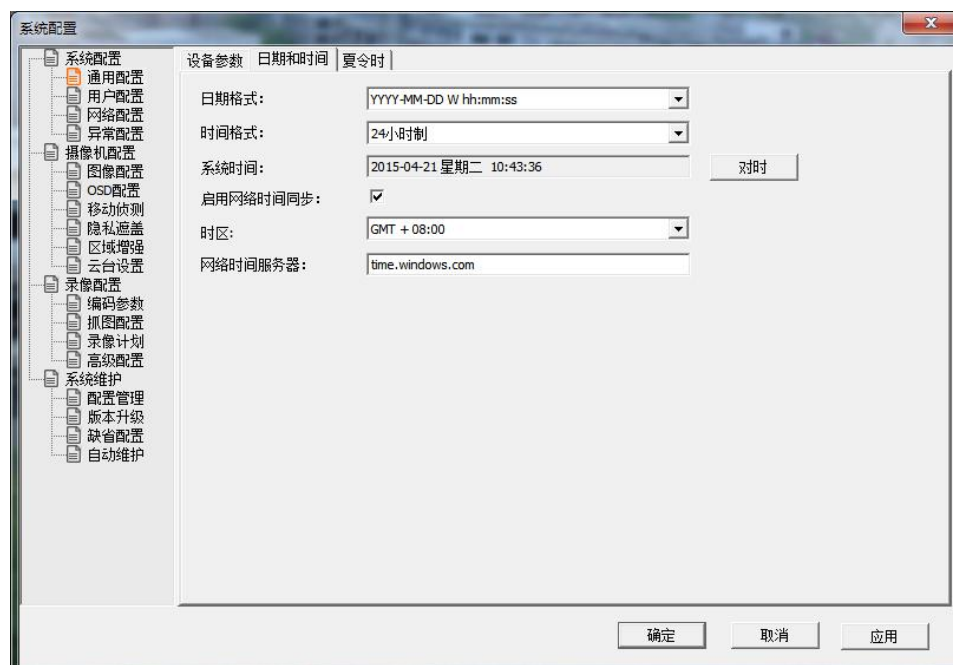 系统配置
系统配置
通用配置
用户配置
网络配置
异常配置
摄像机配置
图像配置
OSD配置
移动侦测
隐私遮盖
区域增强
云台设置
录像配置
编码参数
抓图配置
录像计划
高级配置
系统维护
配置管理
版本升级
缺省配置
自动维护
设备参数 日期和时间 夏令时
日期格式： YYYY-MM-DD W hh:mm:ss
时间格式： 24小时制
系统时间： 2015-04-21 星期二 10:43:36 对时
启用网络时间同步：
时区： GMT + 08:00
网络时间服务器： time.windows.com
确定 取消 应用